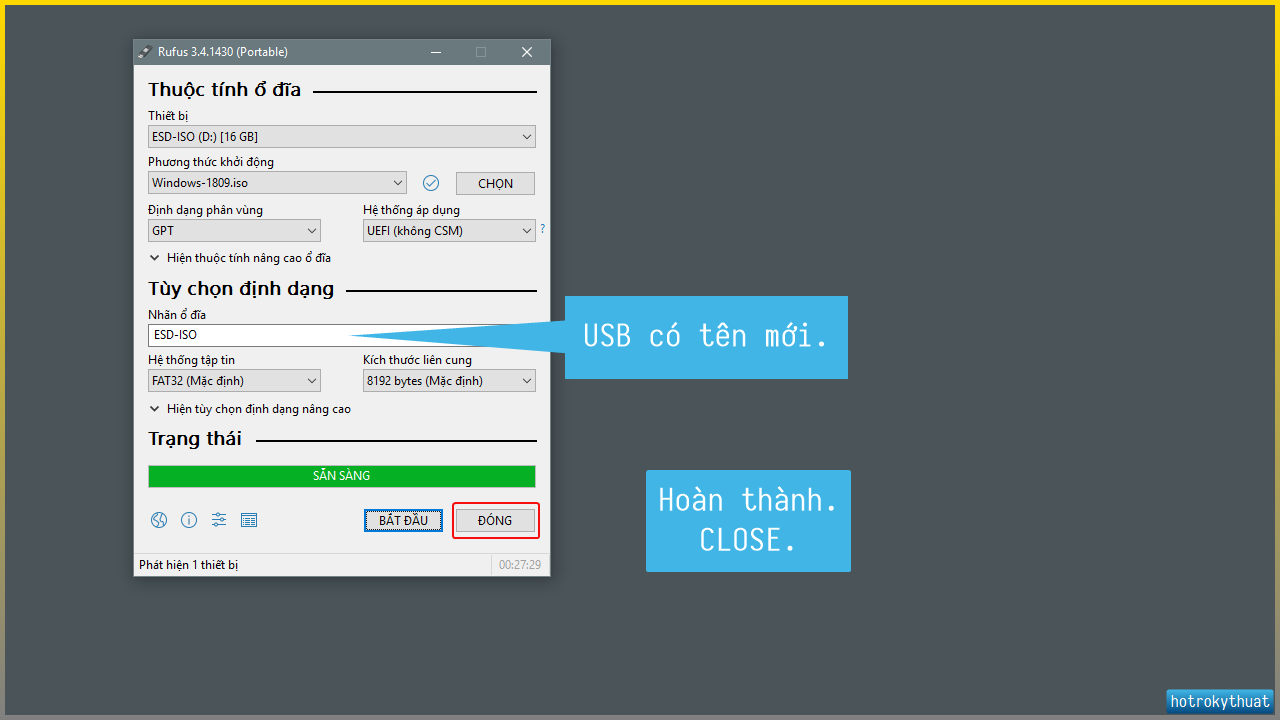 Rufus 3.4.1430 (Portable)
Thuộc tính ổ đĩa
Thiết bị
ESD-ISO (D:) [16 GB]
Phương thức khởi động
Windows-1809.iso
CHỌN
Định dạng phân vùng
Hệ thống áp dụng
GPT
UEFI (không CSM)
?
Hiện thuộc tính nâng cao ổ đĩa
Tùy chọn định dạng
Nhãn ổ đĩa
ESD-ISO
USB có tên mới.
Hệ thống tập tin
Kích thước liên cung
FAT32 (Mặc định)
8192 bytes (Mặc định)
Hiện tùy chọn định dạng nâng cao
Trạng thái
SẴN SÀNG
BẮT ĐẦU
ĐÓNG
Hoàn thành.
CLOSE.
Phát hiện 1 thiết bị
00:27:29
hotrokythuat